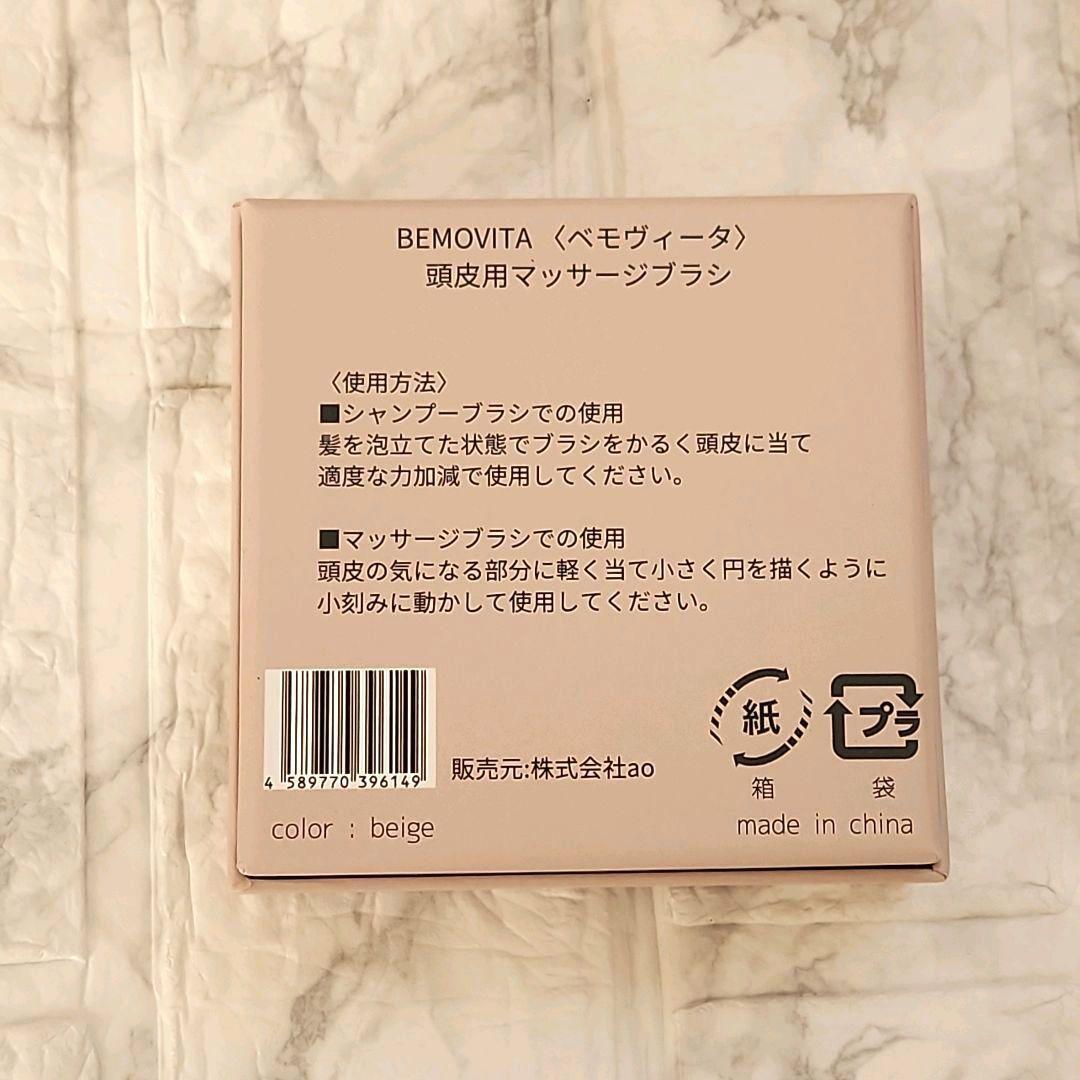 BEMOVITA 〈ベモヴィータ〉
頭皮用マッサージブラシ
〈使用方法〉
■シャンプーブラシでの使用
髪を泡立てた状態でブラシをかるく頭皮に当て
適度な力加減で使用してください。
■マッサージブラシでの使用
頭皮の気になる部分に軽く当て小さく円を描くように
小刻みに動かして使用してください。
4 589770 396149
販売元:株式会社ao
紙
プラ
箱
袋
color : beige
made in china